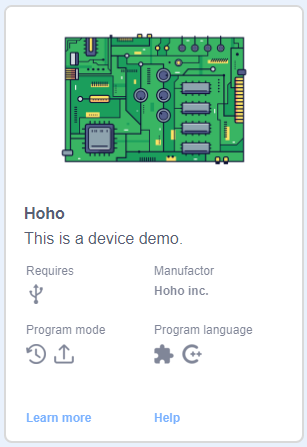 Hoho
This is a device demo.
Requires
Manufactor
Hoho inc.
Program mode
Program language
Learn more
Help